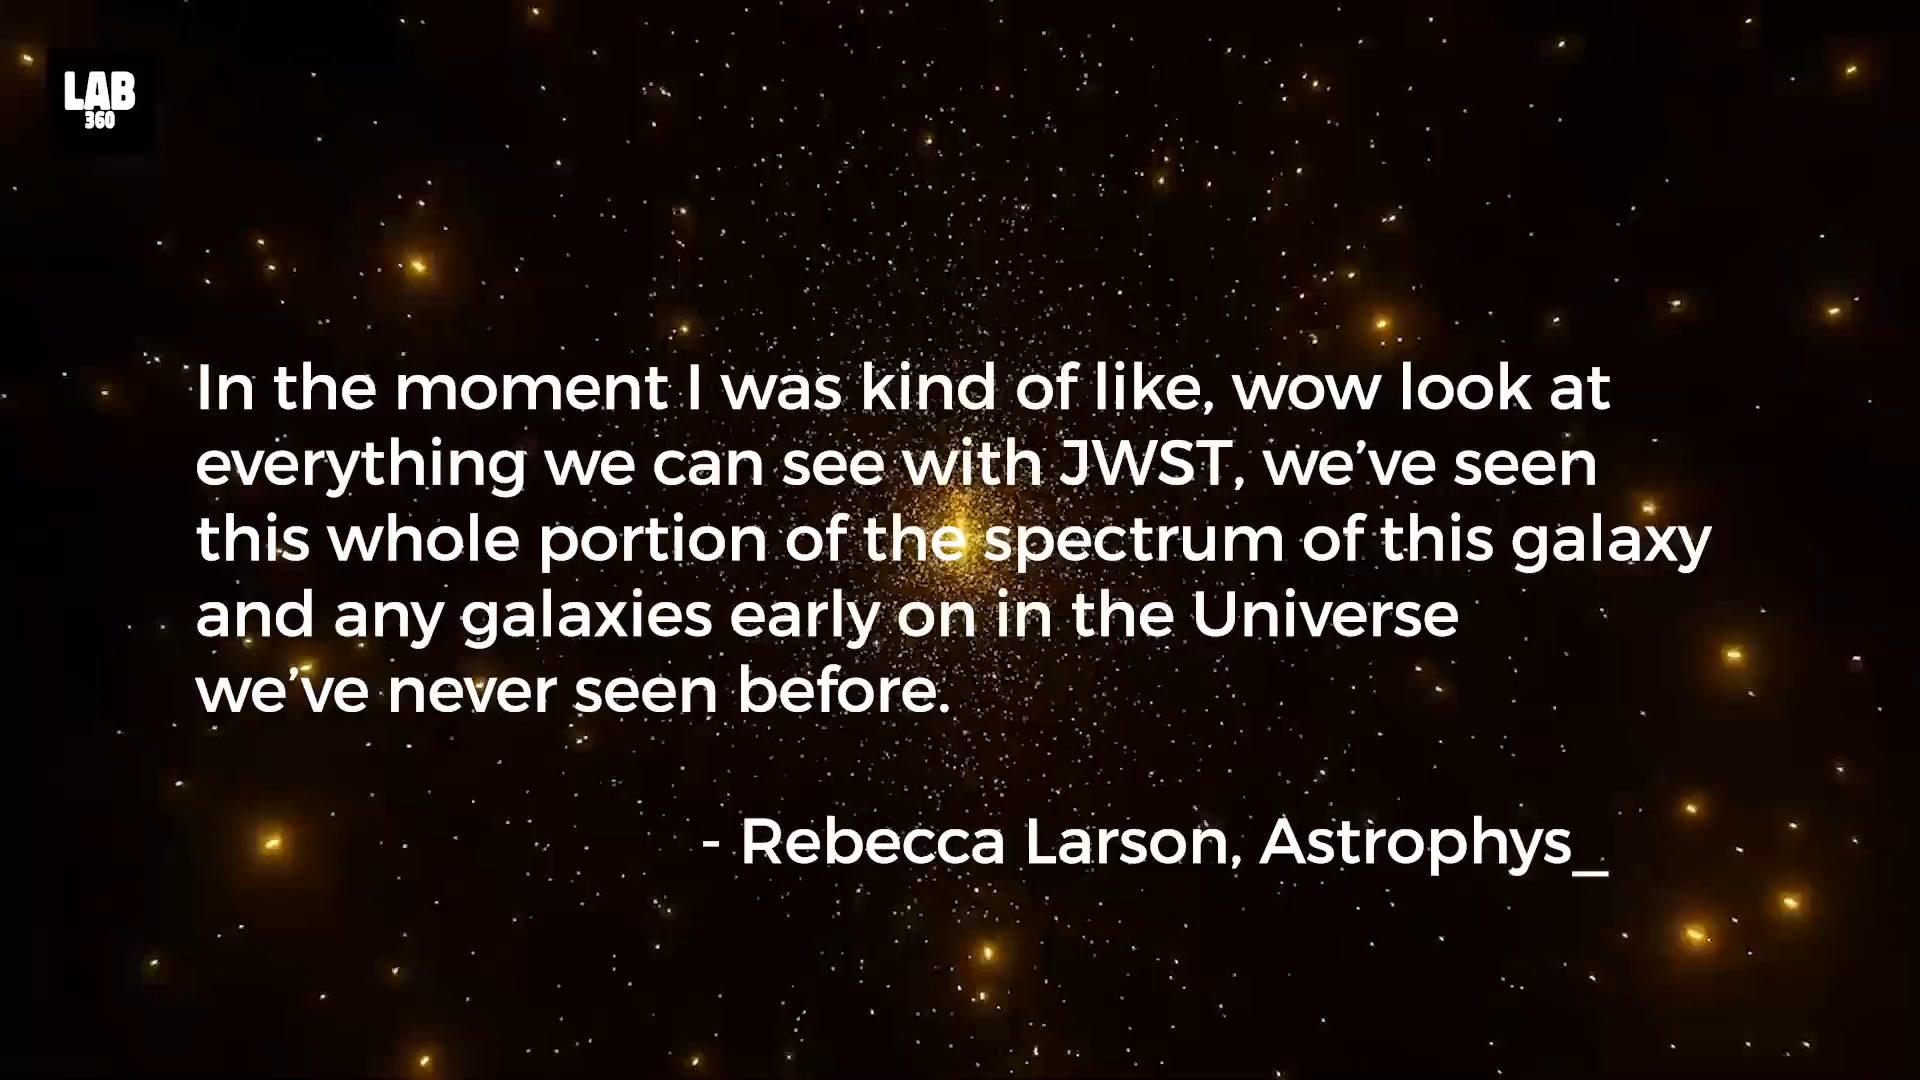 LAB
360
In the moment I was kind of like, wow look at
everything we can see with JWST, we’ve seen
this whole portion of the spectrum of this galaxy
and any galaxies early on in the Universe
we’ve never seen before.
- Rebecca Larson, Astrophys_